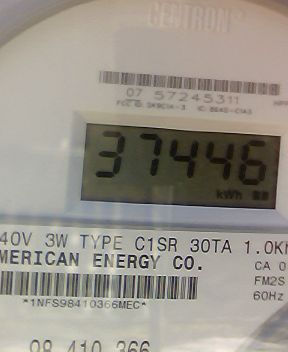 CENTRON
07 57245311
37446
kWh
40V 3W TYPE C1SR 30TA 1.0K
MERICAN ENERGY CO.
CA 0
FM2S
60Hz
*1NFS98410366MEC*
98 410 366